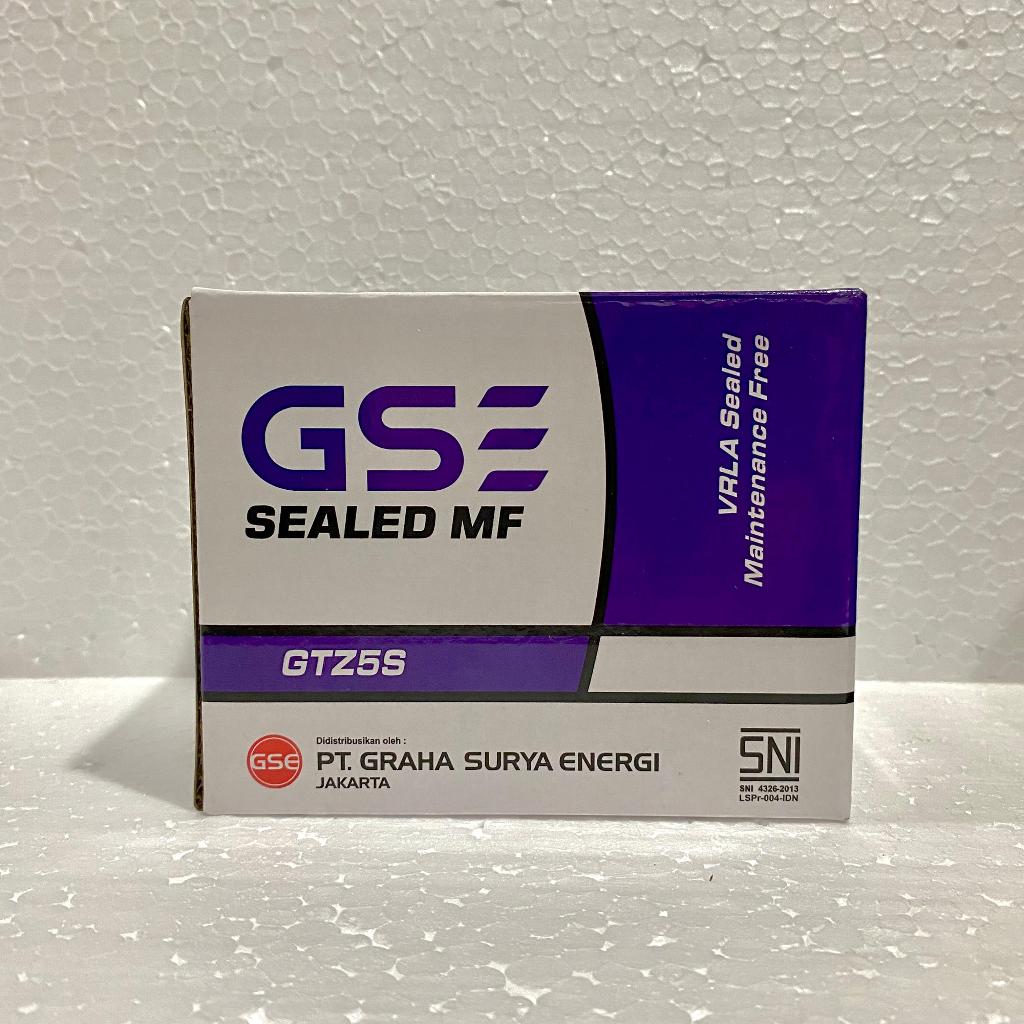 GSE
SEALED MF
VRLA Sealed
Maintenance Free
GTZ5S
GSE
Didistribusikan oleh :
PT. GRAHA SURYA ENERGI
JAKARTA
SNI
SNI 4326-2013
LSPr-004-IDN